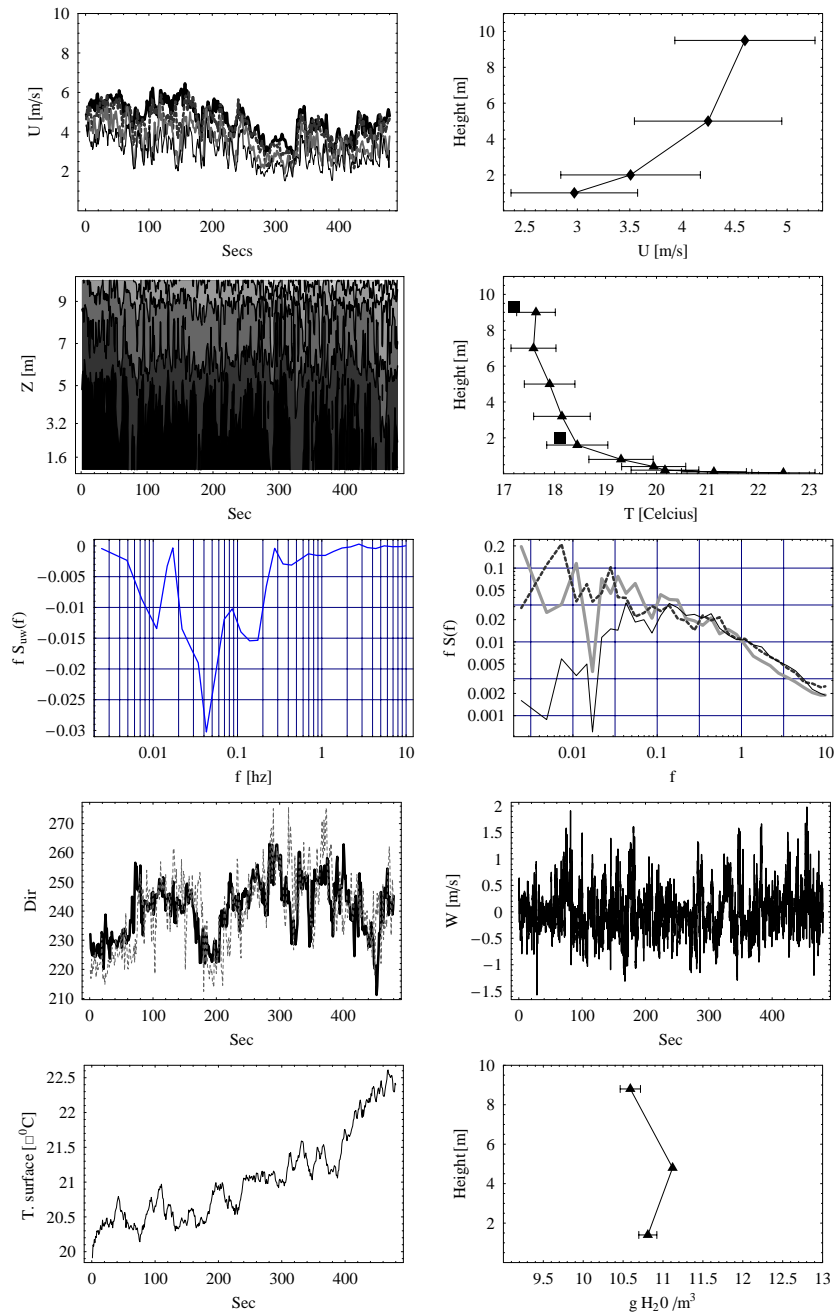 10
8
6
4
2
U [m/s]
0 100 200 300 400
Secs
10
8
6
4
2
Height [m]
2.5 3 3.5 4 4.5 5
U [m/s]
9
7
5
3.2
1.6
Z [m]
0 100 200 300 400
Sec
10
8
6
4
2
Height [m]
17 18 19 20 21 22 23
T [Celcius]
0
−0.005
−0.01
−0.015
−0.02
−0.025
−0.03
f Suw(f)
0.01 0.1 1 10
f [hz]
0.2
0.1
0.05
0.02
0.01
0.005
0.002
0.001
f S(f)
0.01 0.1 1 10
f
270
260
250
240
230
220
210
Dir
0 100 200 300 400
Sec
2
1.5
1
0.5
0
−0.5
−1
−1.5
W [m/s]
0 100 200 300 400
Sec
22.5
22
21.5
21
20.5
20
T. surface [□⁰C]
0 100 200 300 400
Sec
10
8
6
4
2
Height [m]
9.5 10 10.5 11 11.5 12 12.5 13
g H₂0 /m³